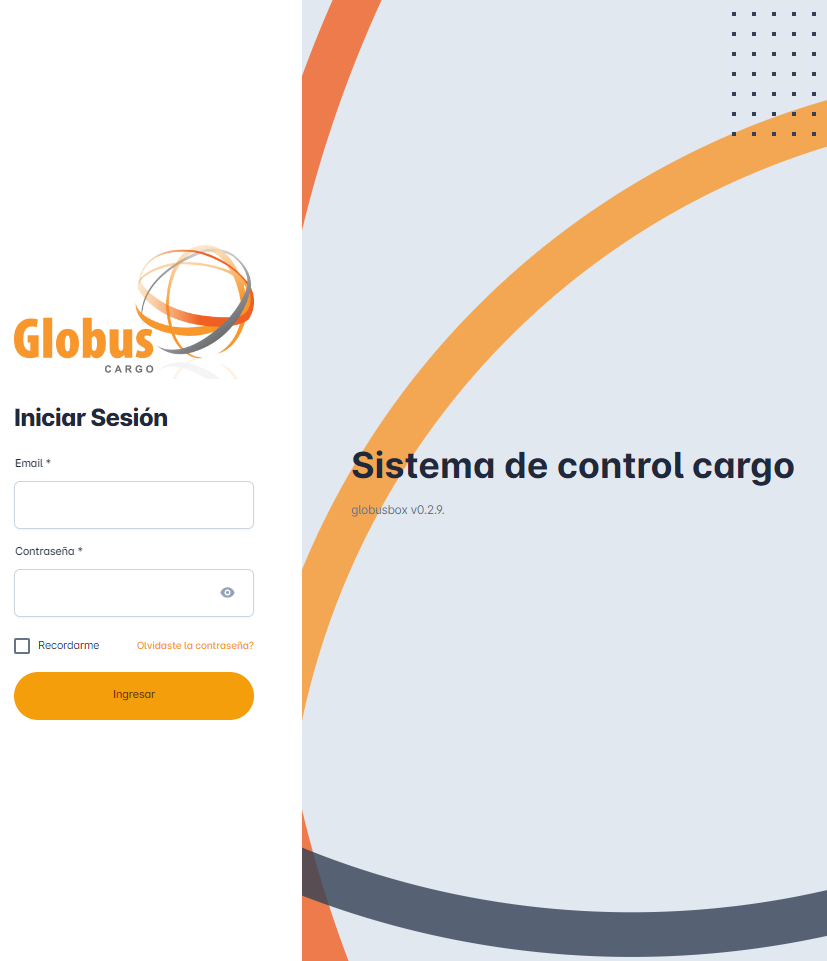 Globus
CARGO
Iniciar Sesión
Email *
Contraseña *
Recordarme
Olvidaste la contraseña?
Ingresar
Sistema de control cargo
globusbox v0.2.9.